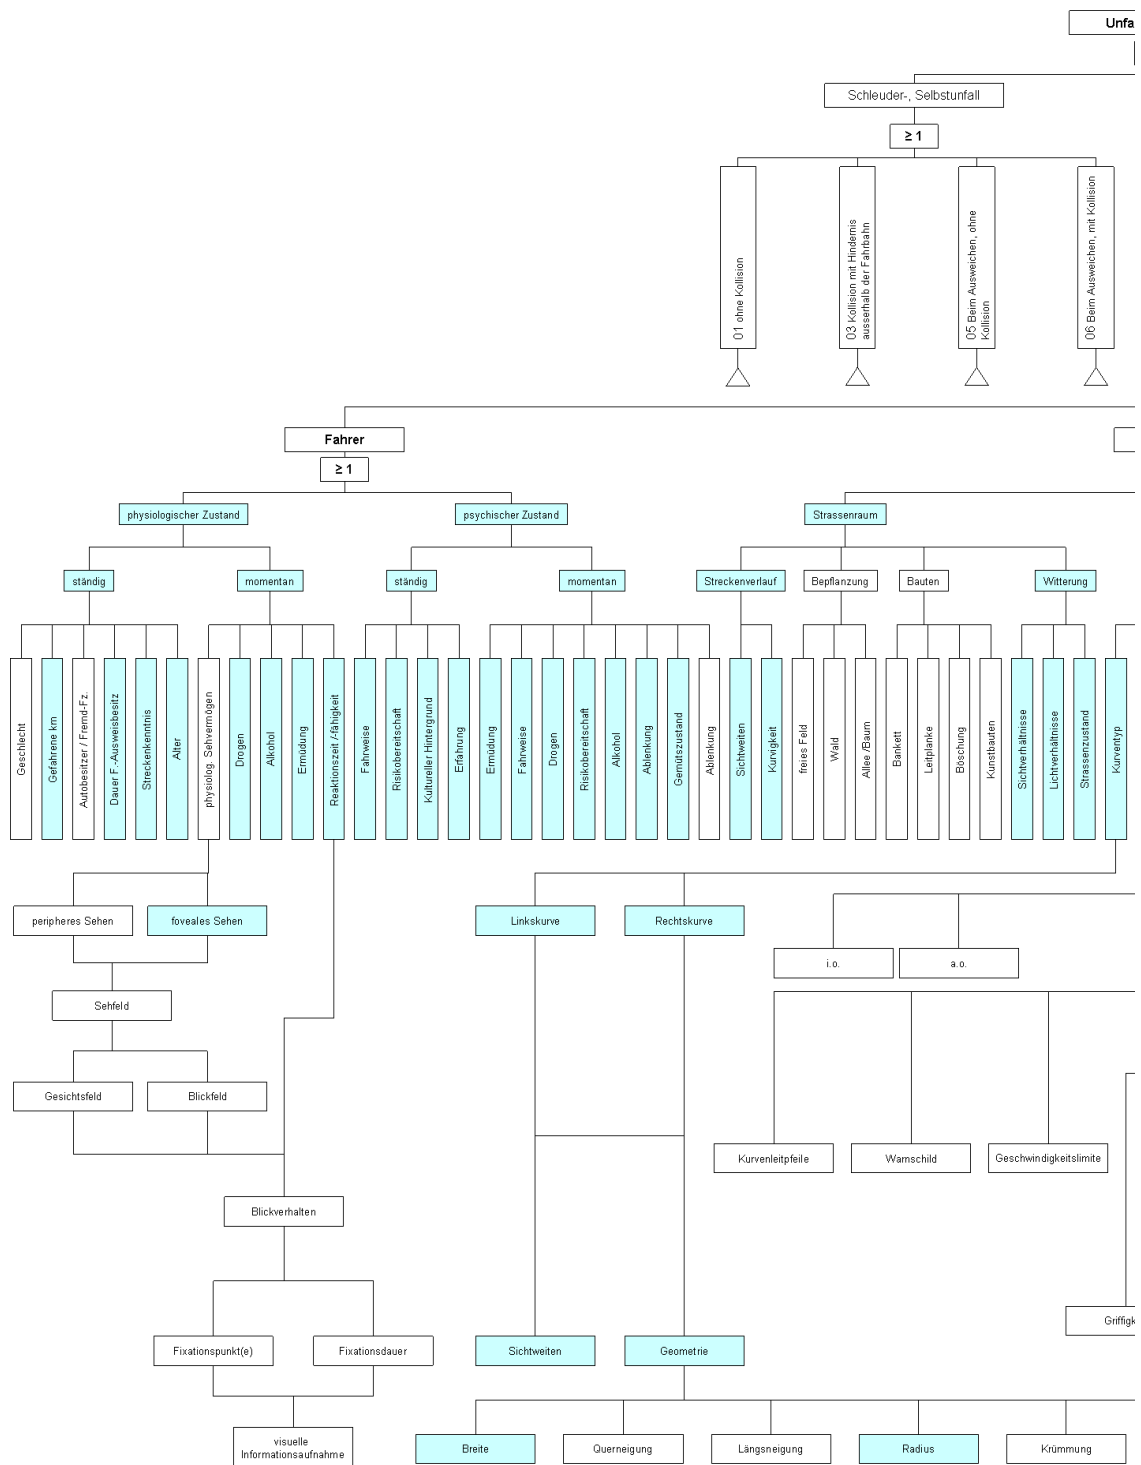 Unfa
Schleuder-, Selbstunfall
≥ 1
01 ohne Kollision
03 Kollision mit Hindernis
ausserhalb der Fahrbahn
05 Beim Ausweichen, ohne
Kollision
06 Beim Ausweichen, mit Kollision
Fahrer
≥ 1
physiologischer Zustand
psychischer Zustand
Strassenraum
ständig
momentan
ständig
momentan
Streckenverlauf
Bepflanzung
Bauten
Witterung
Geschlecht
Gefahrene km
Autobesitzer / Fremd-Fz.
Dauer F.-Ausweisbesitz
Streckenkenntnis
Alter
physiolog. Sehvermögen
Drogen
Alkohol
Ermüdung
Reaktionszeit /-fähigkeit
Fahrweise
Risikobereitschaft
Kultureller Hintergrund
Erfahrung
Ermüdung
Fahrweise
Drogen
Risikobereitschaft
Alkohol
Ablenkung
Gemütszustand
Ablenkung
Sichtweiten
Kurvigkeit
freies Feld
Wald
Allee /Baum
Bankett
Leitplanke
Böschung
Kunstbauten
Sichtverhältnisse
Lichtverhältnisse
Strassenzustand
Kurventyp
peripheres Sehen
foveales Sehen
Linkskurve
Rechtskurve
i.o.
a.o.
Sehfeld
Gesichtsfeld
Blickfeld
Kurvenleitpfeile
Warnschild
Geschwindigkeitslimite
Blickverhalten
Griffigk
Fixationspunkt(e)
Fixationsdauer
Sichtweiten
Geometrie
visuelle
Informationsaufnahme
Breite
Querneigung
Längsneigung
Radius
Krümmung